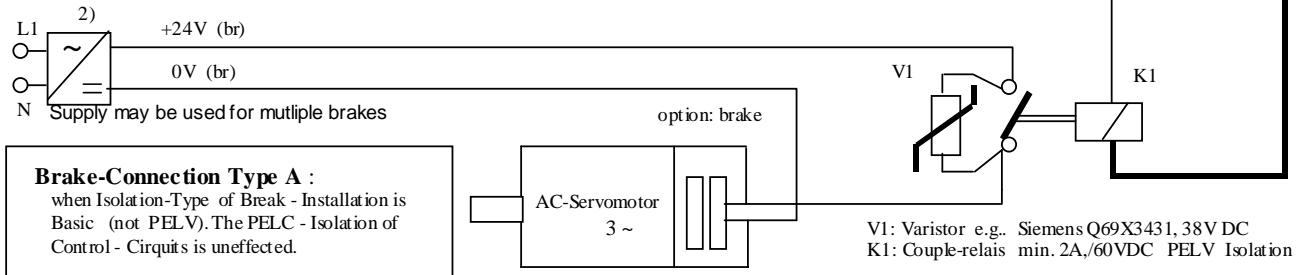 2)
L1
+24V (br)
~
0V (br)
V1
K1
N
Supply may be used for mutliple brakes
option: brake
Brake-Connection Type A :
when Isolation-Type of Break - Installation is
Basic (not PELV). The PELC - Isolation of
Control - Cirquits is uneffected.
AC-Servomotor
3 ~
V1: Varistor e.g.. Siemens Q69X3431, 38V DC
K1: Couple-relais min. 2A,/60VDC PELV Isolation